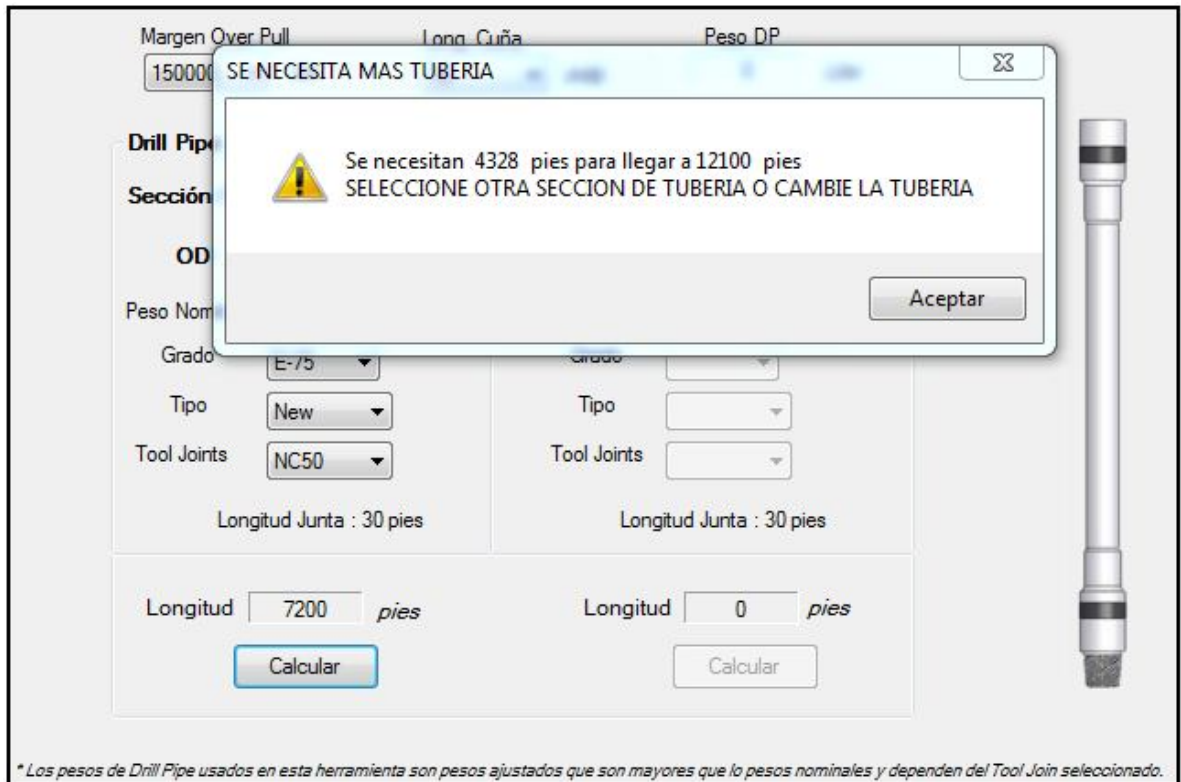 Margen Over Pull Long. Cuña Peso DP
15000
SE NECESITA MAS TUBERIA
Se necesitan 4328 pies para llegar a 12100 pies
SELECCIONE OTRA SECCION DE TUBERIA O CAMBIE LA TUBERIA
Aceptar
Drill Pipe
Sección
OD
Peso Nom
Grado E-75 Grado
Tipo New Tipo
Tool Joints NC50 Tool Joints
Longitud Junta : 30 pies Longitud Junta : 30 pies
Longitud 7200 pies Longitud 0 pies
Calcular Calcular
* Los pesos de Drill Pipe usados en esta herramienta son pesos ajustados que son mayores que lo pesos nominales y dependen del Tool Join seleccionado.